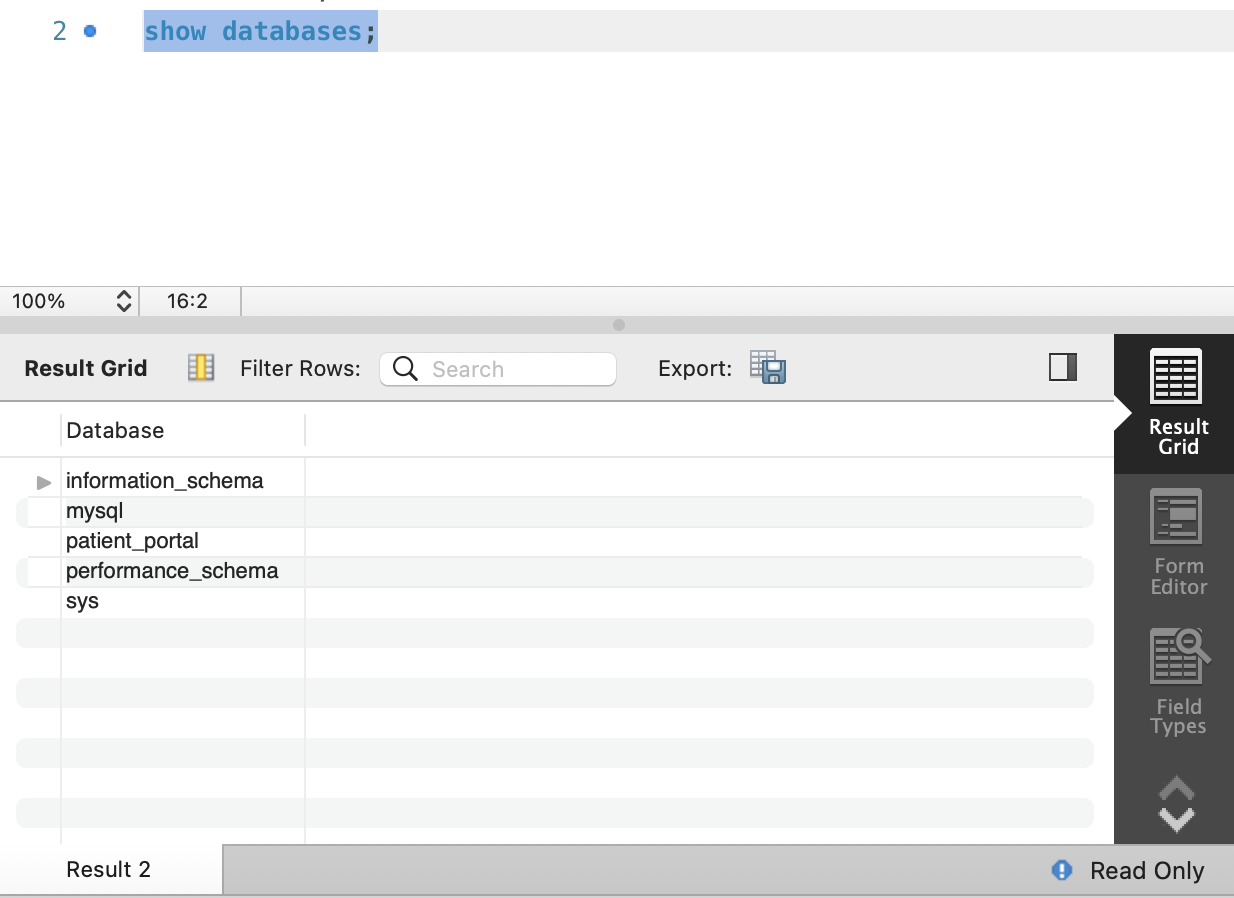 2 show databases;
100% 16:2
Result Grid Filter Rows: Search Export:
Result
Grid
Database
information_schema
mysql
patient_portal
performance_schema
sys
Form
Editor
Field
Types
Result 2 Read Only